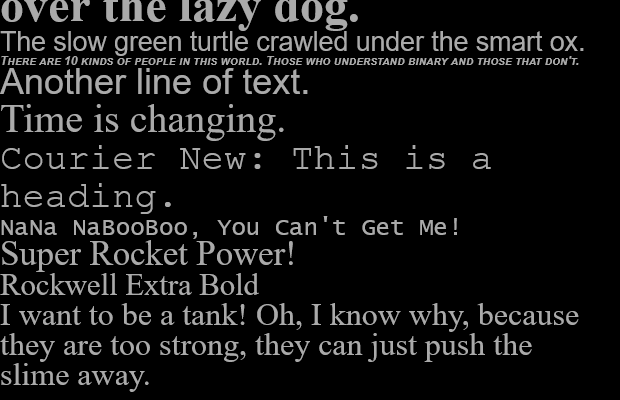 over the lazy dog.
The slow green turtle crawled under the smart ox.
THERE ARE 10 KINDS OF PEOPLE IN THIS WORLD. THOSE WHO UNDERSTAND BINARY AND THOSE THAT DON'T.
Another line of text.
Time is changing.
Courier New: This is a
heading.
NaNa NaBooBoo, You Can't Get Me!
Super Rocket Power!
Rockwell Extra Bold
I want to be a tank! Oh, I know why, because
they are too strong, they can just push the
slime away.